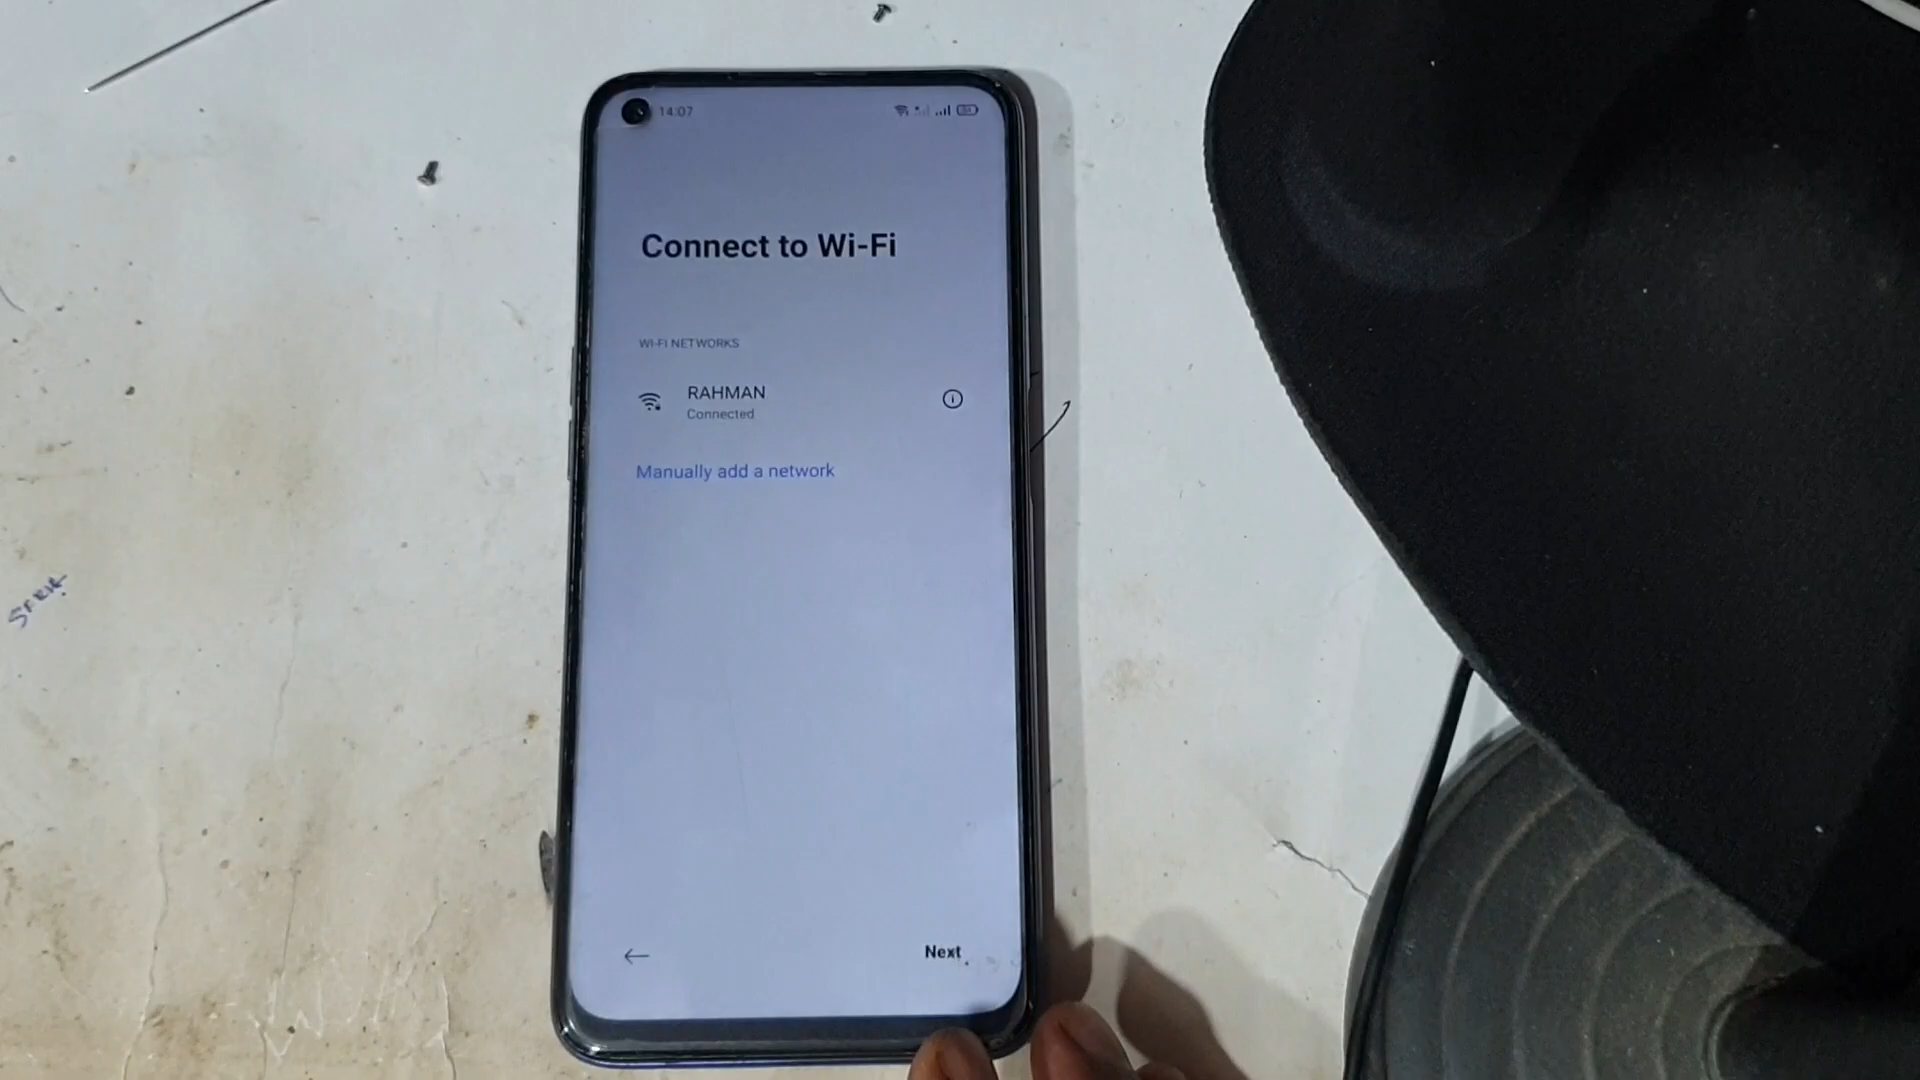 14:07
Connect to Wi-Fi
WI-FI NETWORKS
RAHMAN
Connected
Manually add a network
Next